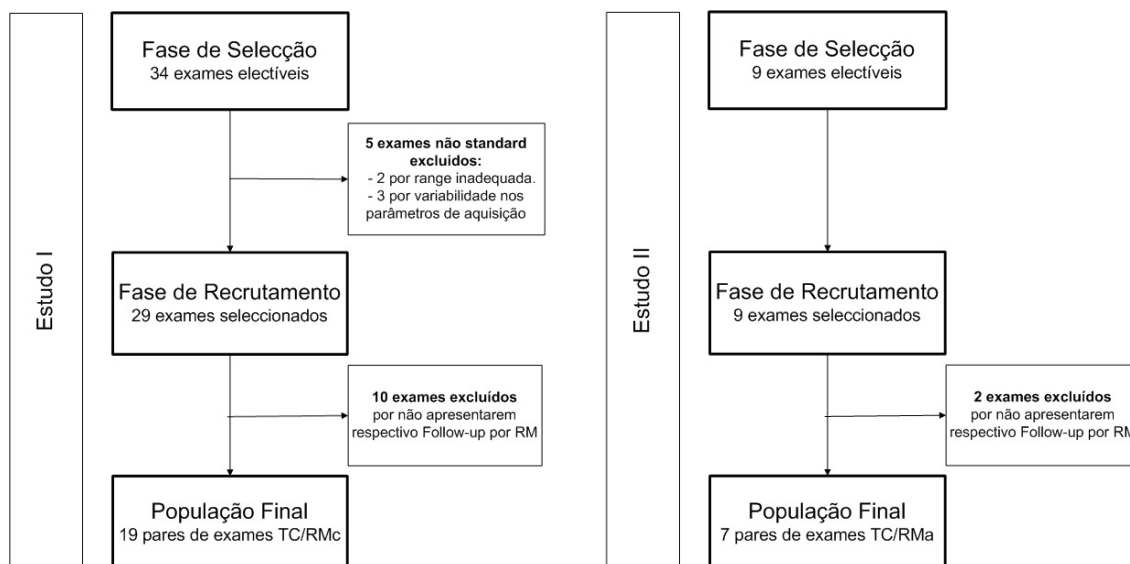 Estudo I
Fase de Selecção
34 exames electíveis
5 exames não standard
excluidos:
- 2 por range inadequada.
- 3 por variabilidade nos
parâmetros de aquisição
Fase de Recrutamento
29 exames seleccionados
10 exames excluídos
por não apresentarem
respectivo Follow-up por RM
População Final
19 pares de exames TC/RMc
Estudo II
Fase de Selecção
9 exames electíveis
Fase de Recrutamento
9 exames seleccionados
2 exames excluídos
por não apresentarem
respectivo Follow-up por RM
População Final
7 pares de exames TC/RMa